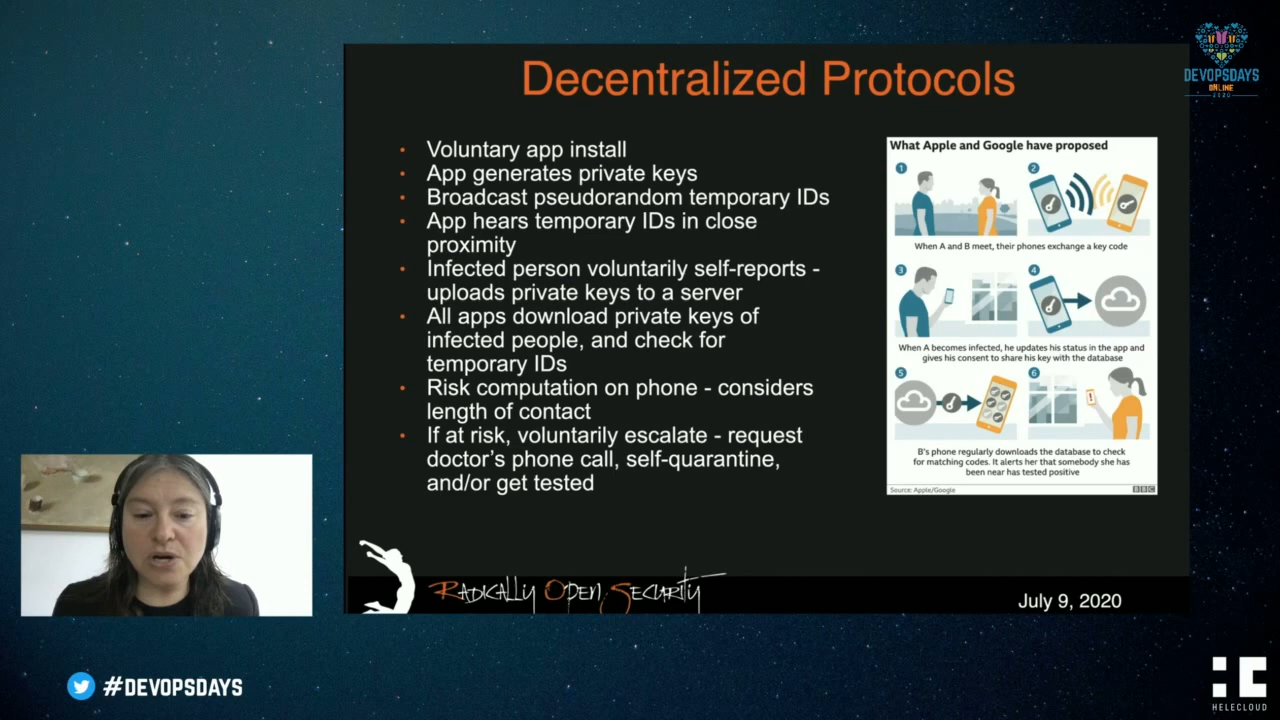 DEVOPSDAYS
ONLINE
2020
Decentralized Protocols
• Voluntary app install
• App generates private keys
• Broadcast pseudorandom temporary IDs
• App hears temporary IDs in close
proximity
• Infected person voluntarily self-reports -
uploads private keys to a server
• All apps download private keys of
infected people, and check for
temporary IDs
• Risk computation on phone - considers
length of contact
• If at risk, voluntarily escalate - request
doctor's phone call, self-quarantine,
and/or get tested
What Apple and Google have proposed
1
2
When A and B meet, their phones exchange a key code
3
4
When A becomes infected, he updates his status in the app and
gives his consent to share his key with the database
5
6
B's phone regularly downloads the database to check
for matching codes. It alerts her that somebody she has
been near has tested positive
Source: Apple/Google
BBC
RADICALLY OPEN SECURITY
July 9, 2020
#DEVOPSDAYS
HELECLOUD